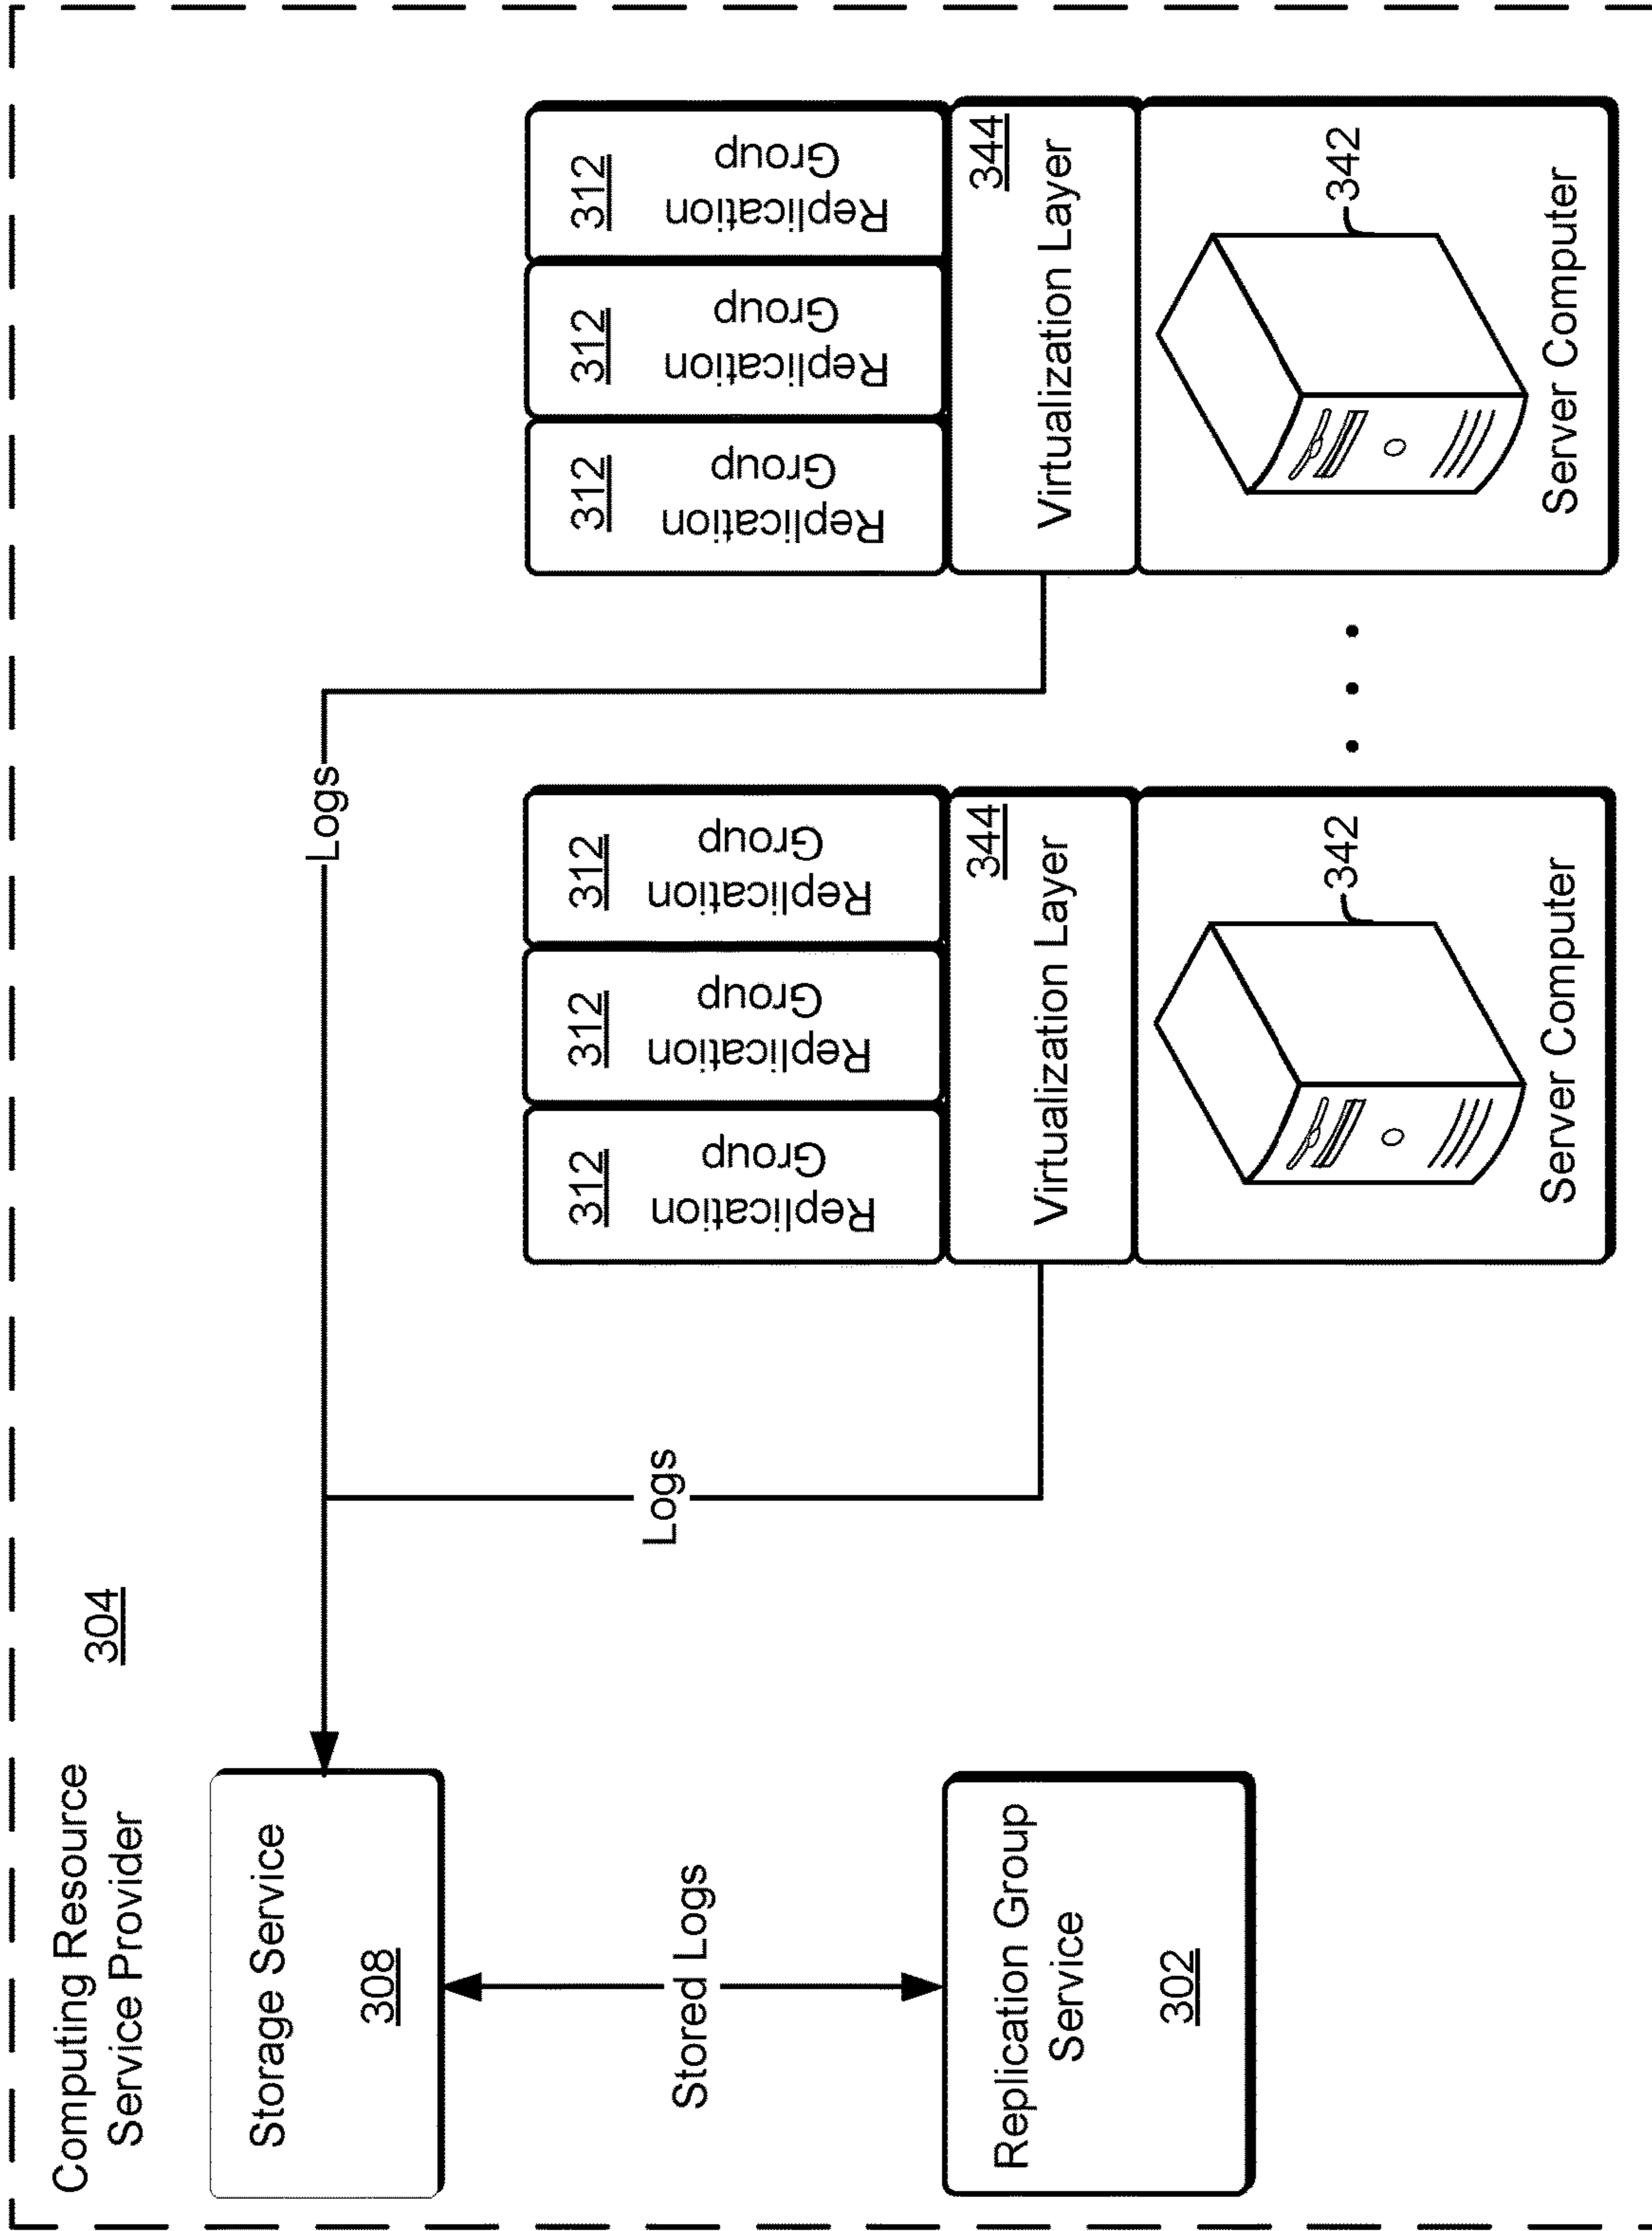 Computing Resource
Service Provider
304
Storage Service
308
Logs
Logs
Stored Logs
Replication
Group
312
Replication
Group
312
Replication
Group
312
Replication
Group
312
Replication
Group
312
Replication
Group
312
Virtualization Layer
344
Virtualization Layer
344
Replication Group
Service
302
342
Server Computer
342
Server Computer